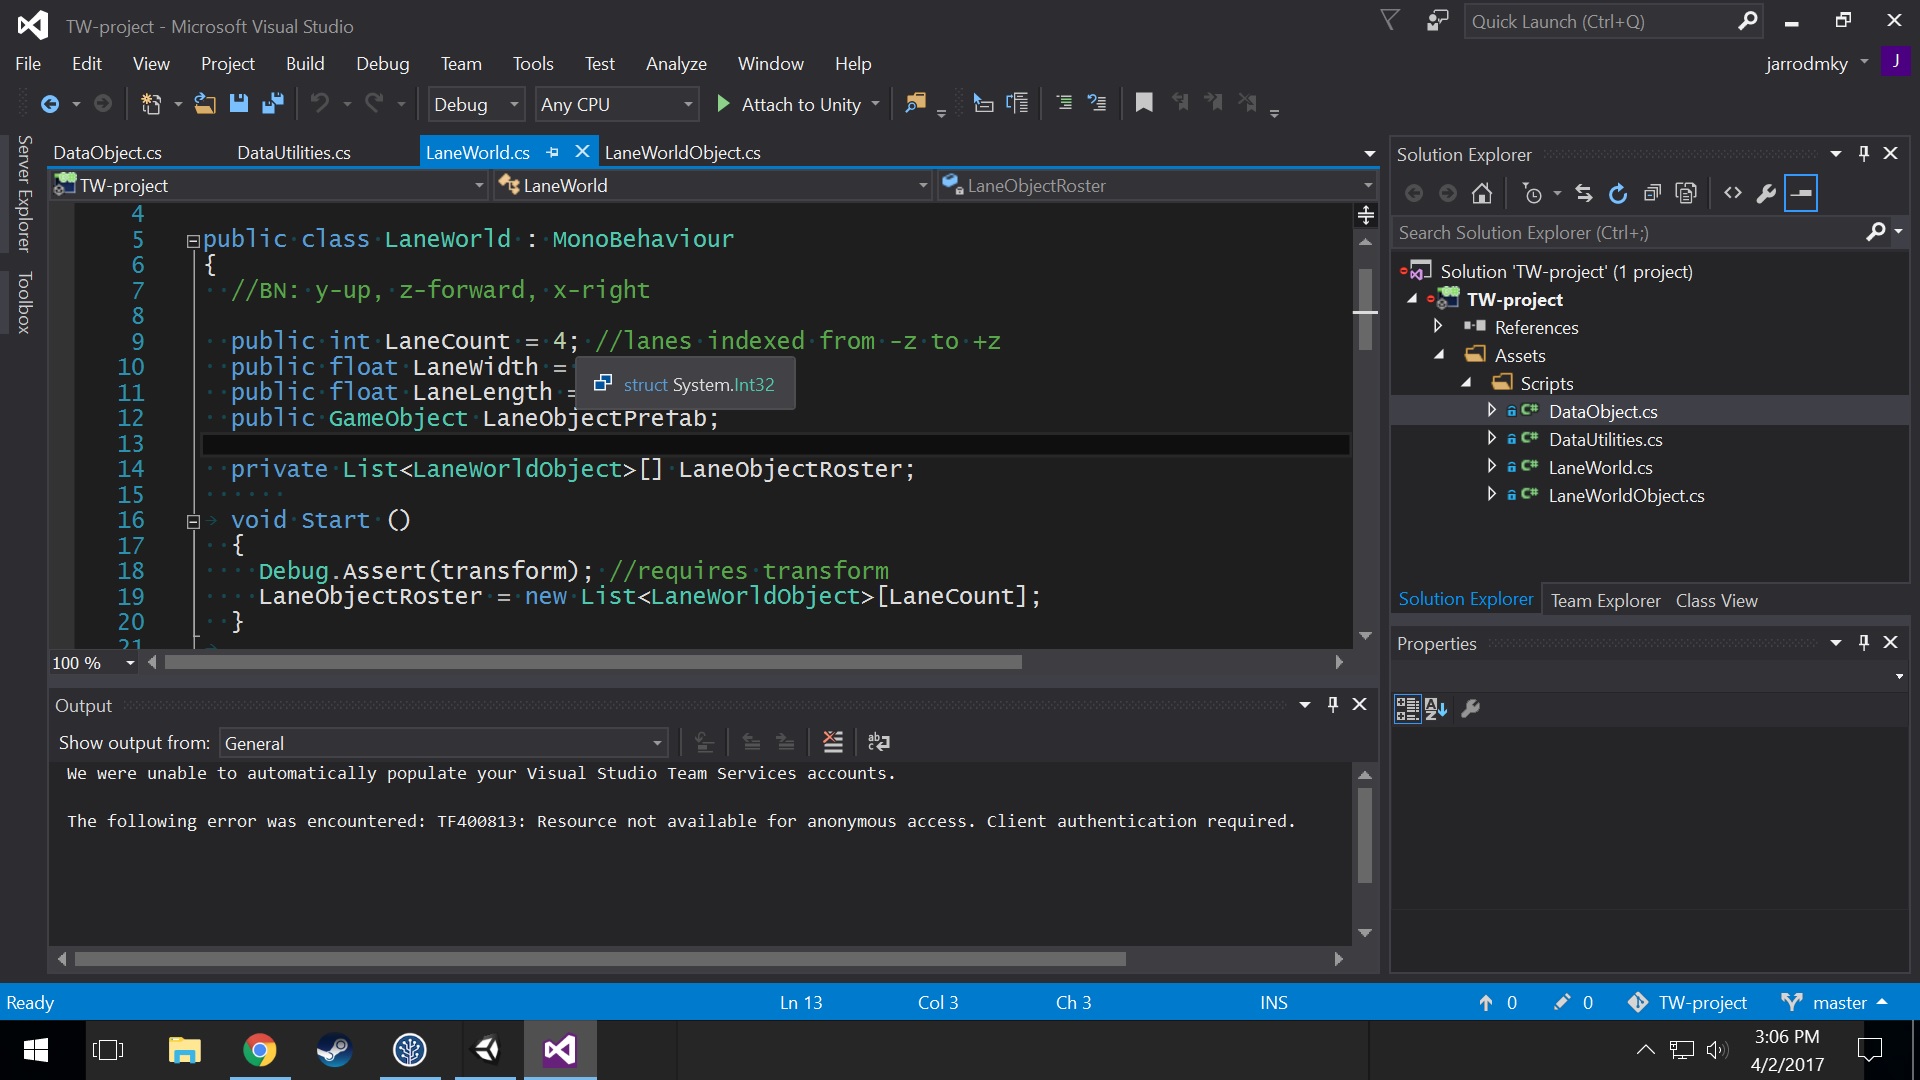 TW-project - Microsoft Visual Studio
Quick Launch (Ctrl+Q)
File Edit View Project Build Debug Team Tools Test Analyze Window Help
jarrodmky J
Debug Any CPU Attach to Unity
Server Explorer
Toolbox
DataObject.cs DataUtilities.cs LaneWorld.cs LaneWorldObject.cs
TW-project LaneWorld LaneObjectRoster
4
5 public class LaneWorld : MonoBehaviour
6 {
7 //BN: y-up, z-forward, x-right
8
9 public int LaneCount = 4; //lanes indexed from -z to +z
10 public float LaneWidth =
11 public float LaneLength =
struct System.Int32
12 public GameObject LaneObjectPrefab;
13
14 private List<LaneWorldObject>[] LaneObjectRoster;
15
16 void Start ()
17 {
18 Debug.Assert(transform); //requires transform
19 LaneObjectRoster = new List<LaneWorldObject>[LaneCount];
20 }
21
100 %
Output
Show output from: General
We were unable to automatically populate your Visual Studio Team Services accounts.
The following error was encountered: TF400813: Resource not available for anonymous access. Client authentication required.
Solution Explorer
Search Solution Explorer (Ctrl+;)
Solution 'TW-project' (1 project)
TW-project
References
Assets
Scripts
C# DataObject.cs
C# DataUtilities.cs
C# LaneWorld.cs
C# LaneWorldObject.cs
Solution Explorer Team Explorer Class View
Properties
Ready Ln 13 Col 3 Ch 3 INS 0 0 TW-project master
3:06 PM
4/2/2017